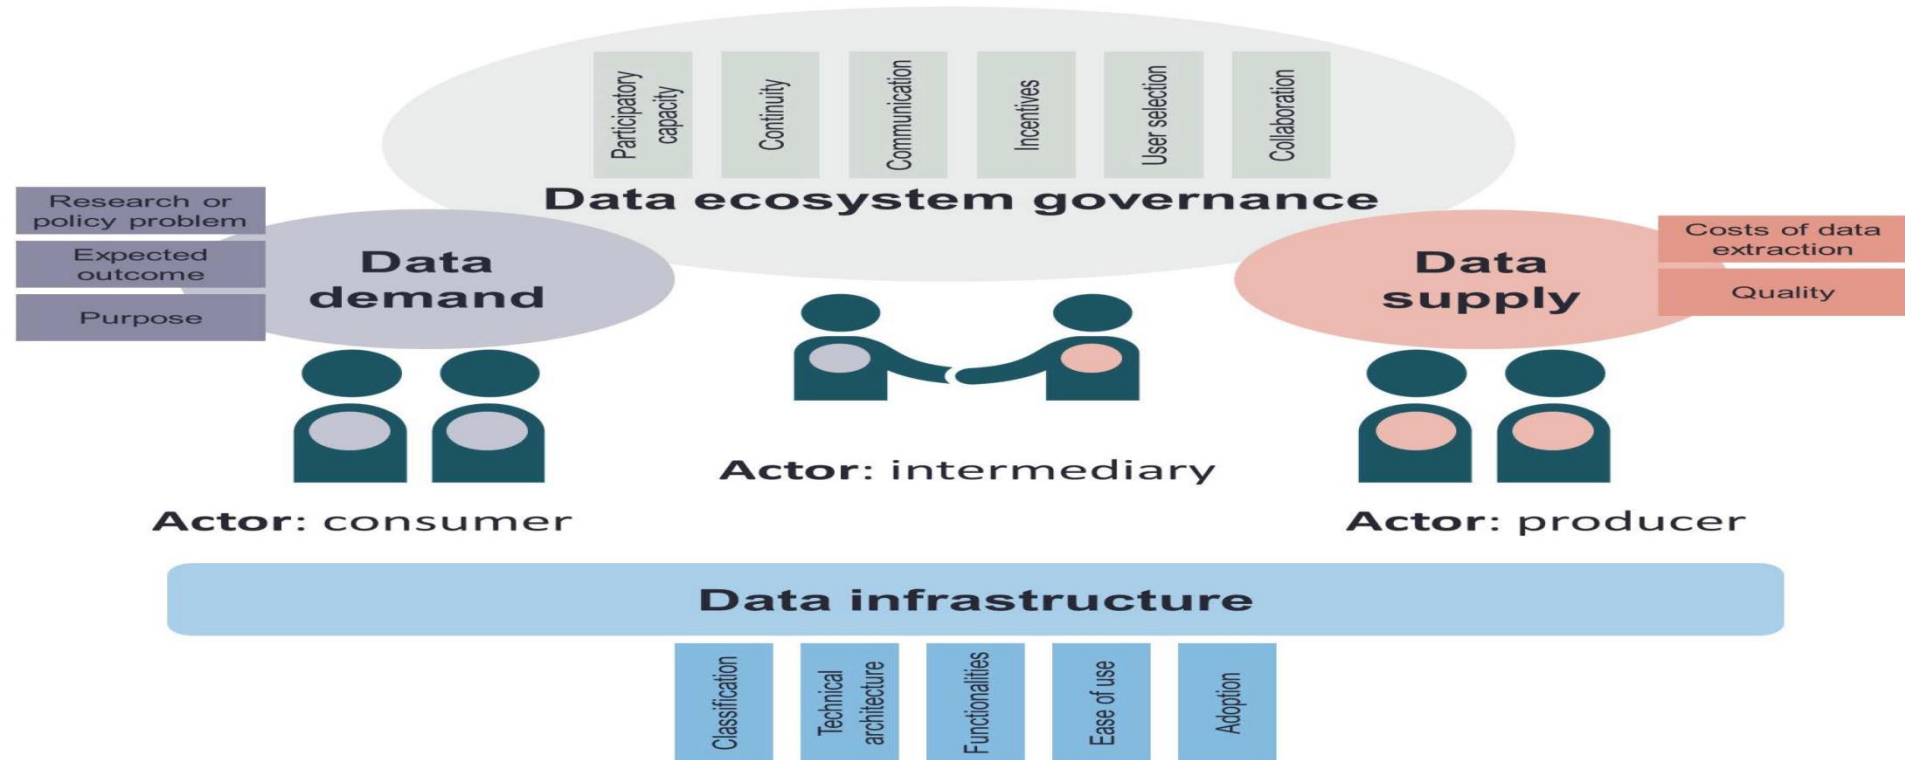 Participatory
capacity
Continuity
Communication
Incentives
User selection
Collaboration
Data ecosystem governance
Research or
policy problem
Expected
outcome
Purpose
Data
demand
Data
supply
Costs of data
extraction
Quality
Actor: intermediary
Actor: consumer
Actor: producer
Data infrastructure
Classification
Technical
architecture
Functionalities
Ease of use
Adoption